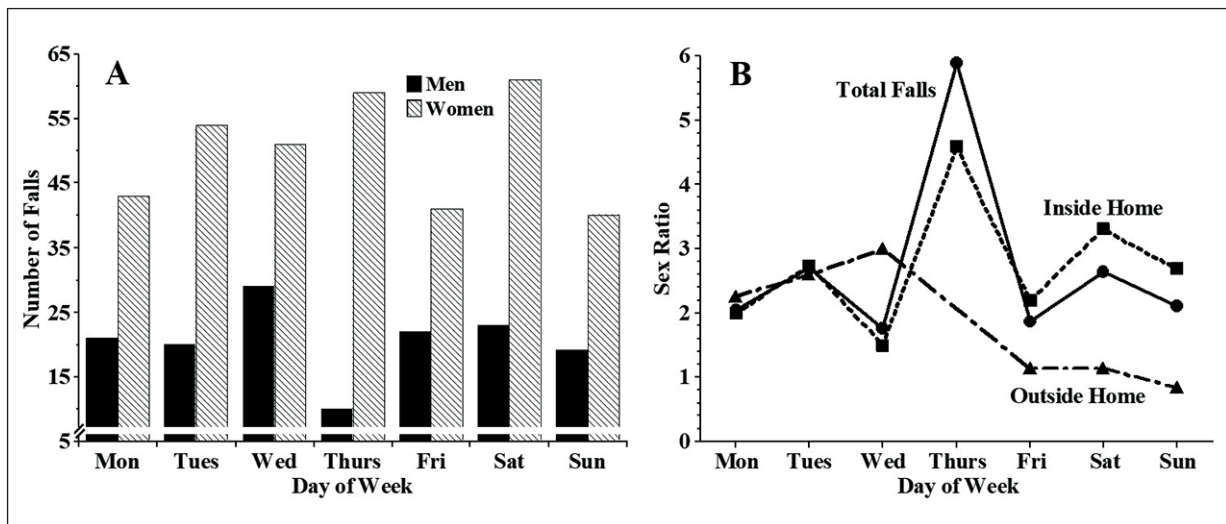 A
Men
Women
65
55
45
35
25
15
5
Number of Falls
Mon Tues Wed Thurs Fri Sat Sun
Day of Week
B
Total Falls
Inside Home
Outside Home
6
5
4
3
2
1
0
Sex Ratio
Mon Tues Wed Thurs Fri Sat Sun
Day of Week